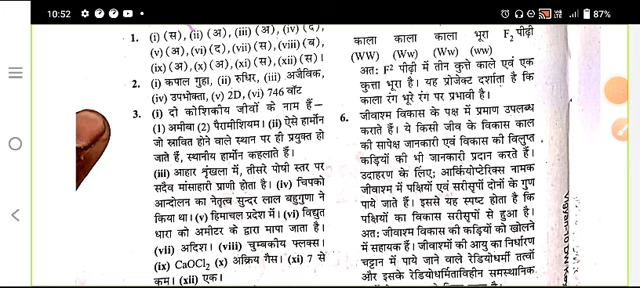 10:52
87%
1. (i) (स), (ii) (अ), (iii) (अ), (iv) (द),
(v) (अ), (vi) (द), (vii) (स), (viii) (ब),
(ix) (अ), (x) (अ), (xi) (स), (xii) (स)।
2. (i) कपाल गुहा, (ii) रुधिर, (iii) अजैविक,
(iv) उपभोक्ता, (v) 2D, (vi) 746 वॉट
3. (i) दो कोशिकीय जीवों के नाम हैं–
(1) अमीबा (2) पैरामीशियम। (ii) ऐसे हार्मोन
जो स्रावित होने वाले स्थान पर ही प्रयुक्त हो
जाते हैं, स्थानीय हार्मोन कहलाते हैं।
(iii) आहार शृंखला में, तीसरे पोषी स्तर पर
सदैव मांसाहारी प्राणी होता है। (iv) चिपको
आन्दोलन का नेतृत्व सुन्दर लाल बहुगुणा ने
किया था। (v) हिमाचल प्रदेश में। (vi) विद्युत
धारा को अमीटर के द्वारा मापा जाता है।
(vii) अदिश। (viii) चुम्बकीय फ्लक्स।
(ix) CaOCl₂ (x) अक्रिय गैस। (xi) 7 से
कम। (xii) एक।
काला काला काला भूरा F₂ पीढ़ी
(WW) (Ww) (Ww) (ww)
अत: F² पीढ़ी में तीन कुत्ते काले एवं एक
कुत्ता भूरा है। यह प्रोजेक्ट दर्शाता है कि
काला रंग भूरे रंग पर प्रभावी है।
6. जीवाश्म विकास के पक्ष में प्रमाण उपलब्ध
कराते हैं। ये किसी जीव के विकास काल
की सापेक्ष जानकारी एवं विकास की विलुप्त
कड़ियों की भी जानकारी प्रदान करते हैं।
उदाहरण के लिए; आर्कियोप्टेरिक्स नामक
जीवाश्म में पक्षियों एवं सरीसृपों दोनों के गुण
पाये जाते हैं। इससे यह स्पष्ट होता है कि
पक्षियों का विकास सरीसृपों से हुआ है।
अत: जीवाश्म विकास की कड़ियों को खोलने
में सहायक हैं। जीवाश्मों की आयु का निर्धारण
चट्टान में पाये जाने वाले रेडियोधर्मी तत्वों
और इसके रेडियोधर्मिताविहीन समस्थानिक